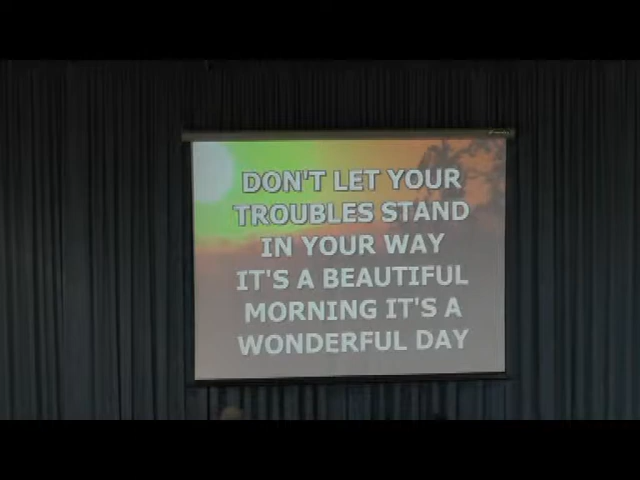 DON'T LET YOUR
TROUBLES STAND
IN YOUR WAY
IT'S A BEAUTIFUL
MORNING IT'S A
WONDERFUL DAY